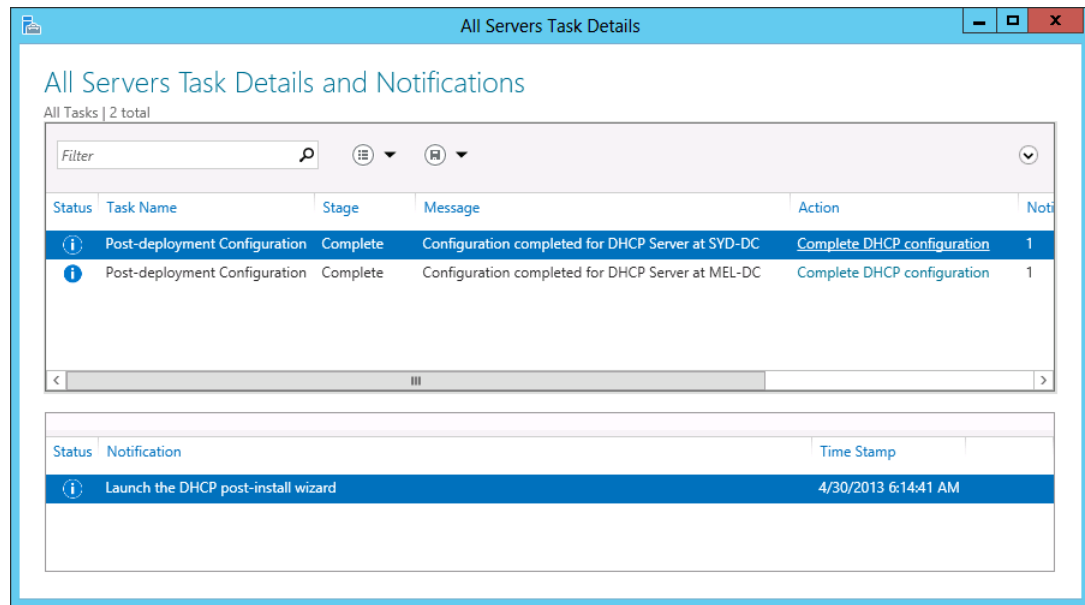 All Servers Task Details
x
All Servers Task Details and Notifications
All Tasks | 2 total
Filter
Status Task Name Stage Message Action Noti
Post-deployment Configuration Complete Configuration completed for DHCP Server at SYD-DC Complete DHCP configuration 1
Post-deployment Configuration Complete Configuration completed for DHCP Server at MEL-DC Complete DHCP configuration 1
Status Notification Time Stamp
Launch the DHCP post-install wizard 4/30/2013 6:14:41 AM